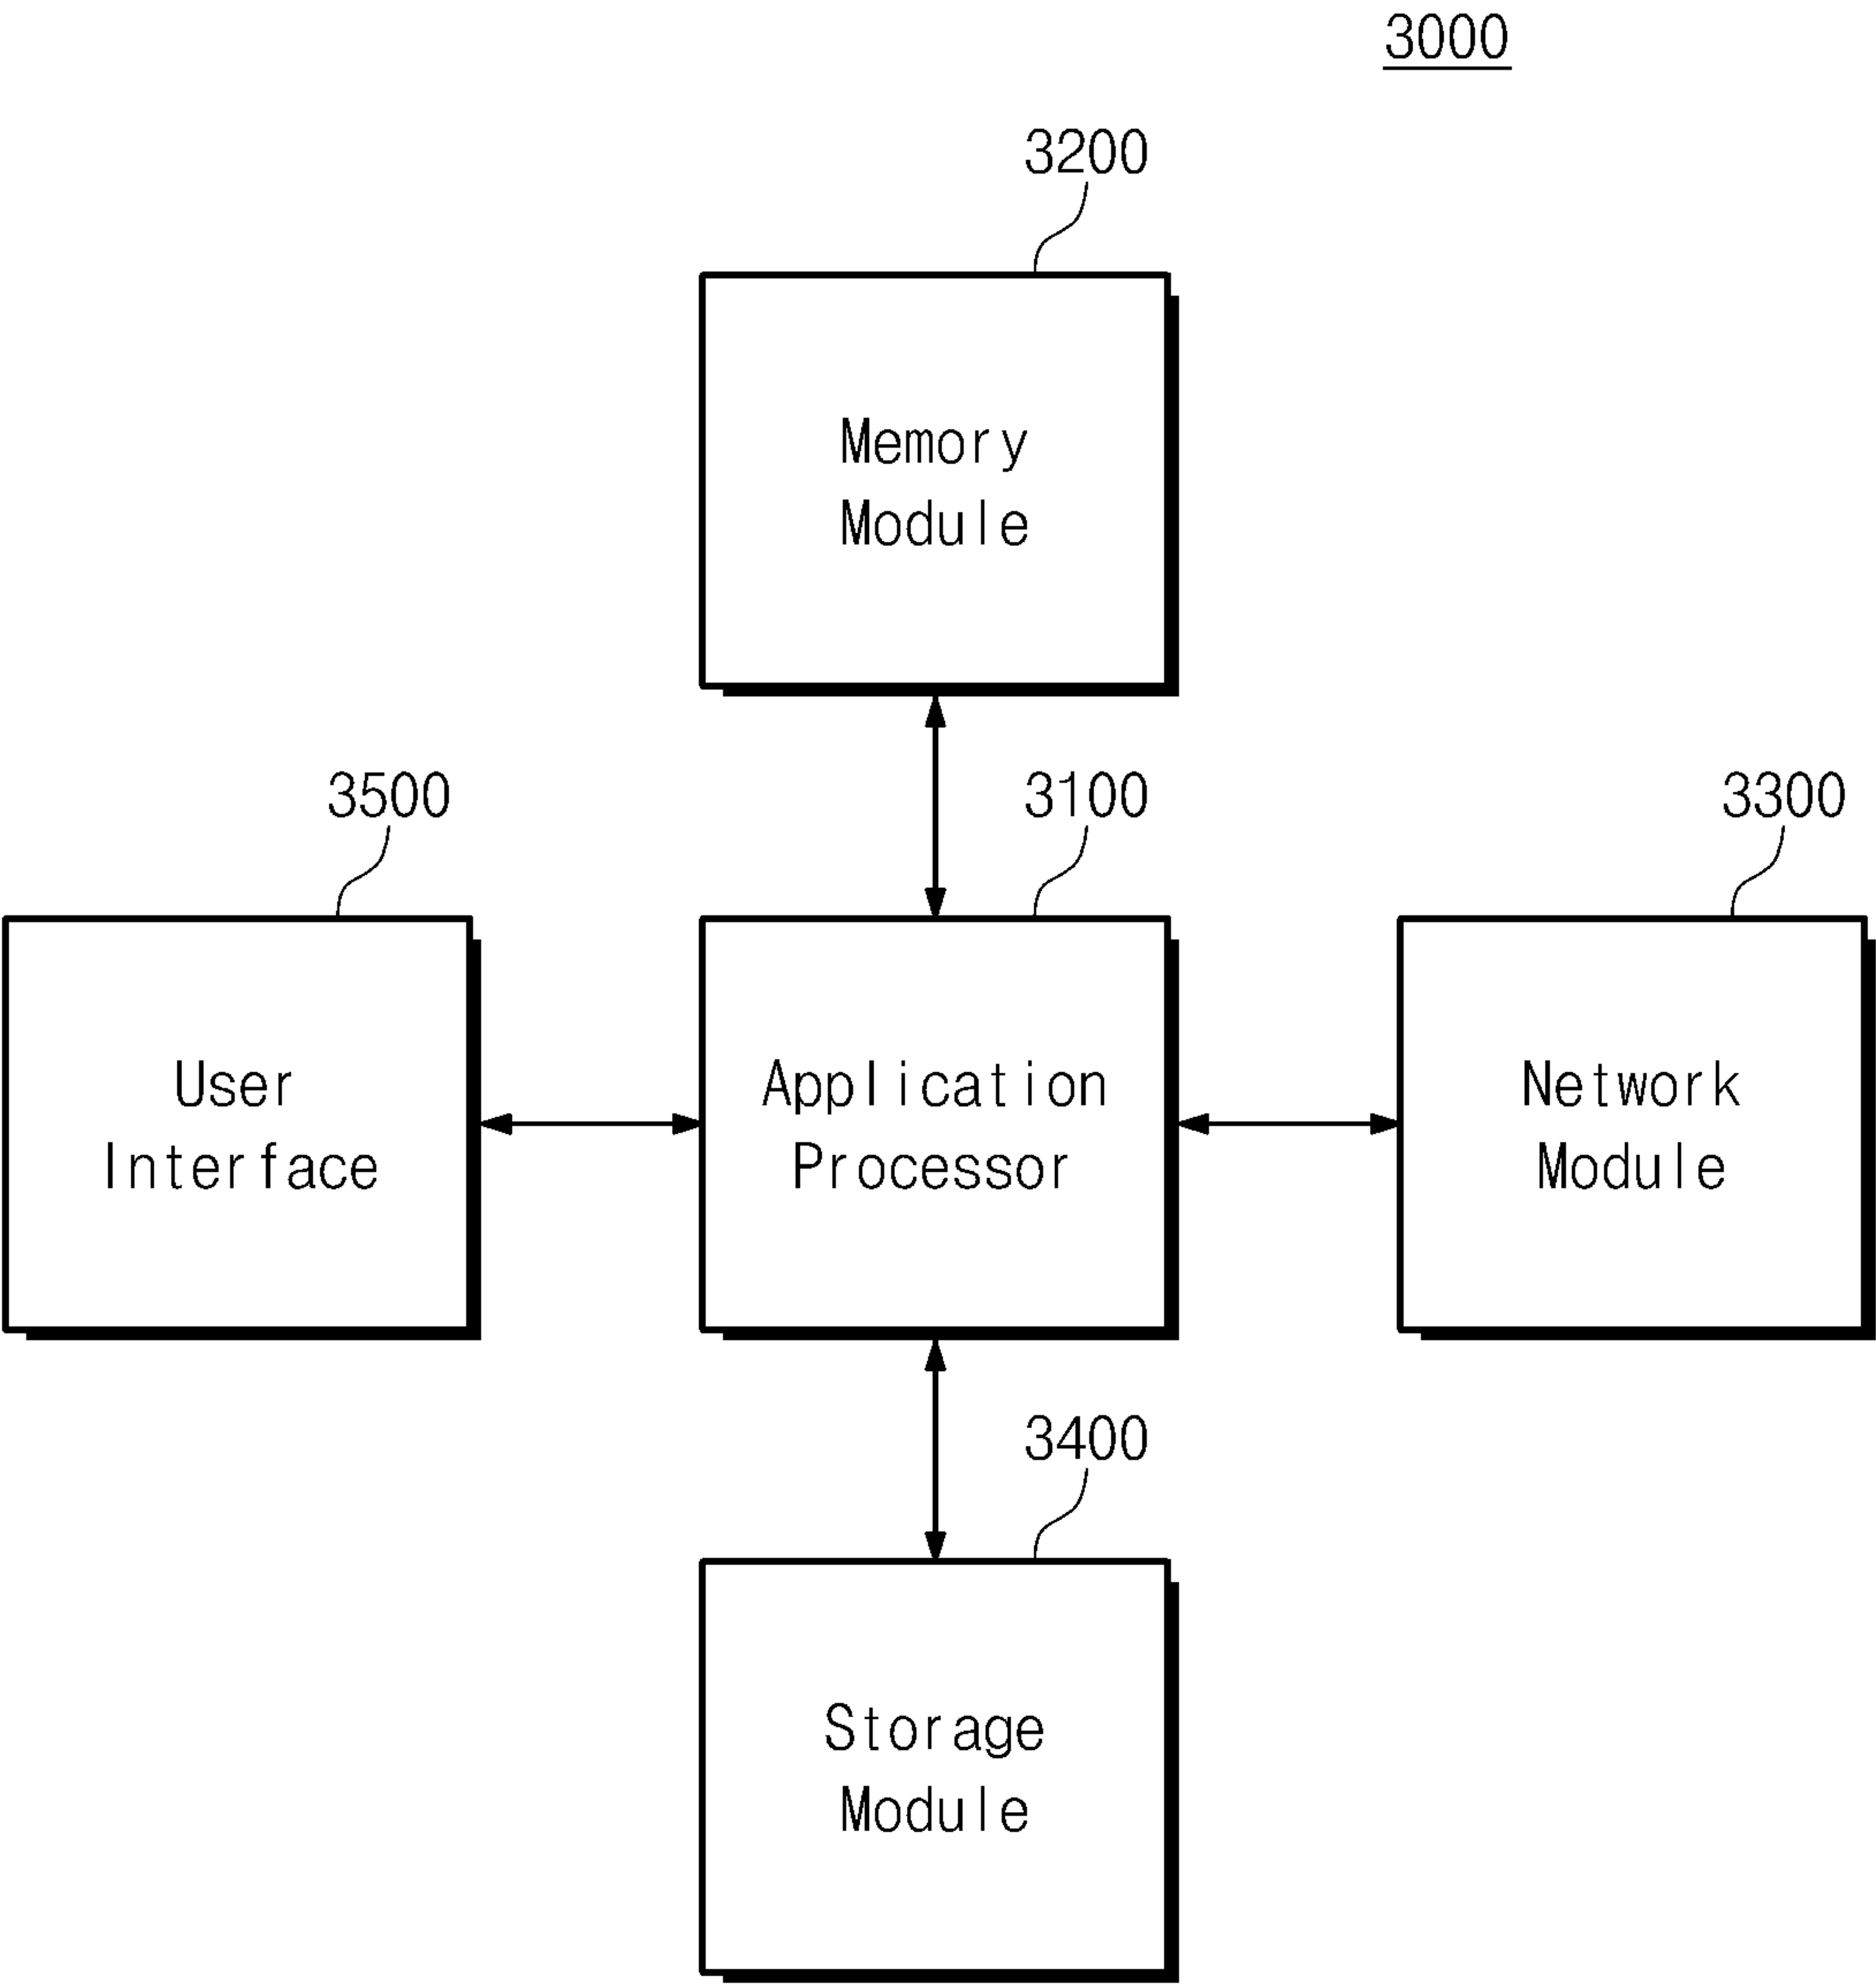 3000
3200
Memory
Module
3500
3100
3300
User
Interface
Application
Processor
Network
Module
3400
Storage
Module